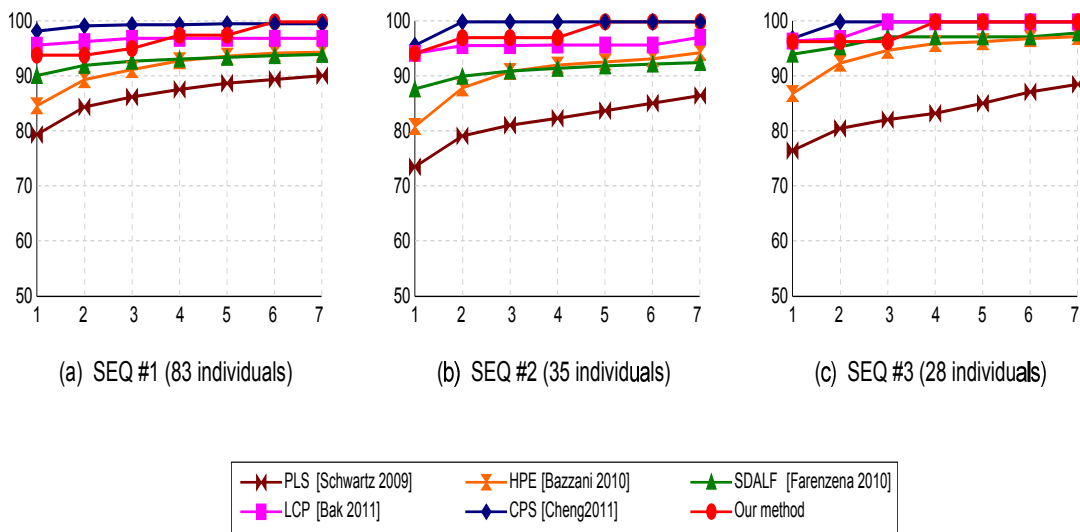 100
90
80
70
60
50
1 2 3 4 5 6 7
(a) SEQ #1 (83 individuals)
100
90
80
70
60
50
1 2 3 4 5 6 7
(b) SEQ #2 (35 individuals)
100
90
80
70
60
50
1 2 3 4 5 6 7
(c) SEQ #3 (28 individuals)
PLS [Schwartz 2009] HPE [Bazzani 2010] SDALF [Farenzena 2010]
LCP [Bak 2011] CPS [Cheng2011] Our method